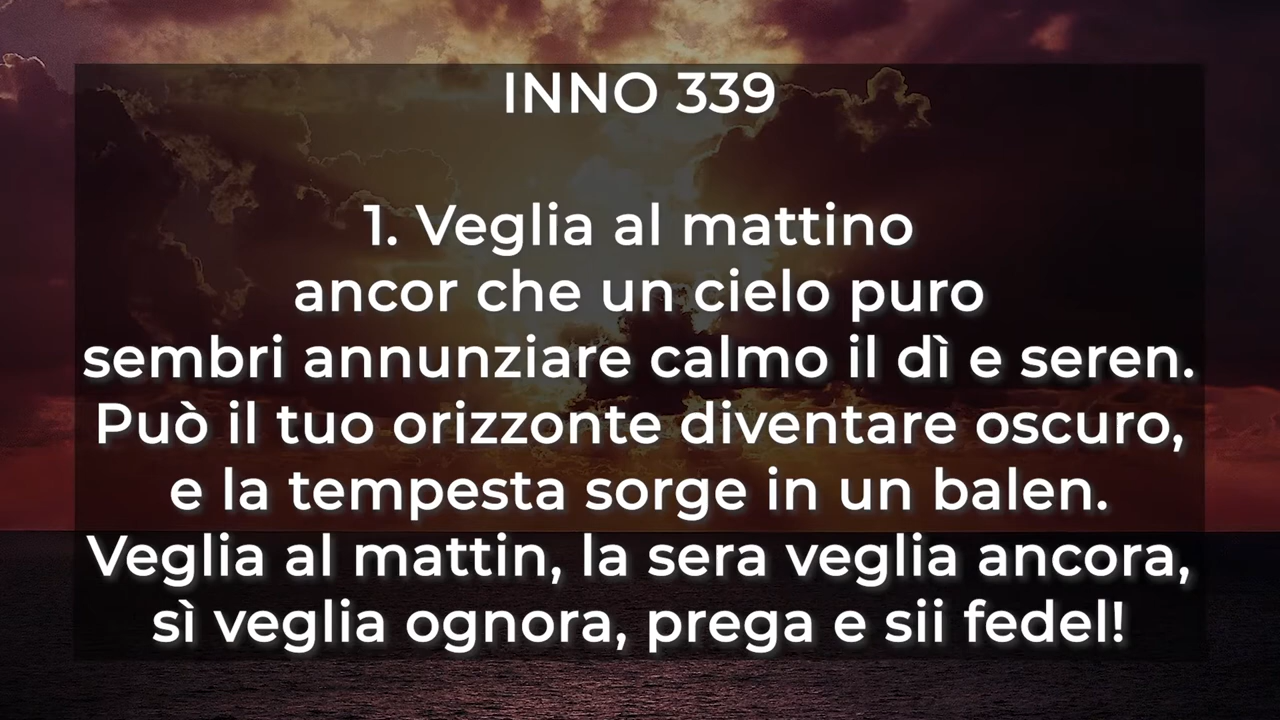 INNO 339
1. Veglia al mattino
ancor che un cielo puro
sembri annunziare calmo il dì e seren.
Può il tuo orizzonte diventare oscuro,
e la tempesta sorge in un balen.
Veglia al mattin, la sera veglia ancora,
sì veglia ognora, prega e sii fedel!